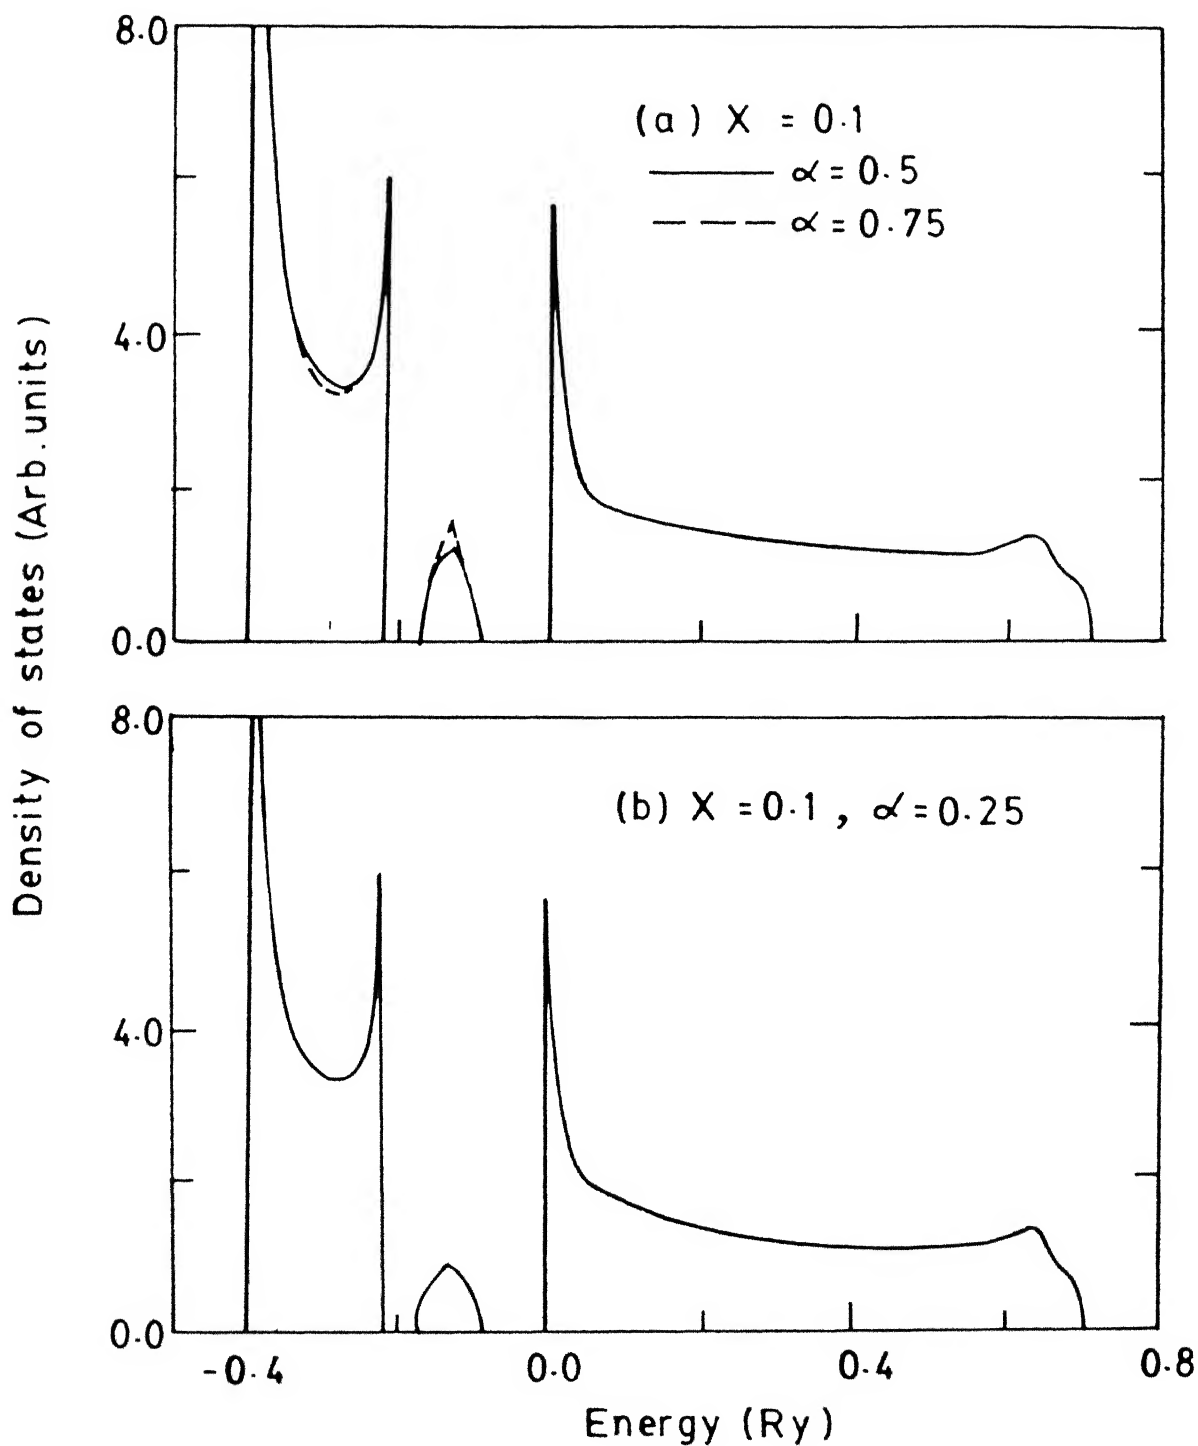 8.0
(a) X = 0.1
α = 0.5
α = 0.75
4.0
0.0
Density of states (Arb.units)
8.0
(b) X = 0.1, α = 0.25
4.0
0.0
-0.4 0.0 0.4 0.8
Energy (Ry)